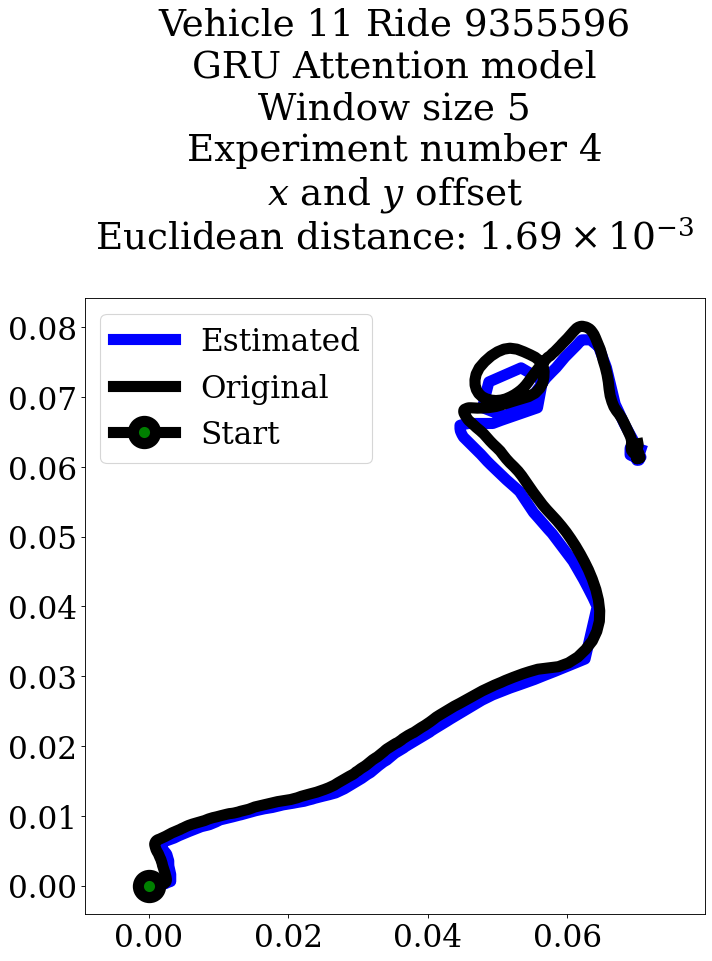 Vehicle 11 Ride 9355596
GRU Attention model
Window size 5
Experiment number 4
x and y offset
Euclidean distance: 1.69 × 10⁻³
Estimated
Original
Start
0.08
0.07
0.06
0.05
0.04
0.03
0.02
0.01
0.00
0.00 0.02 0.04 0.06